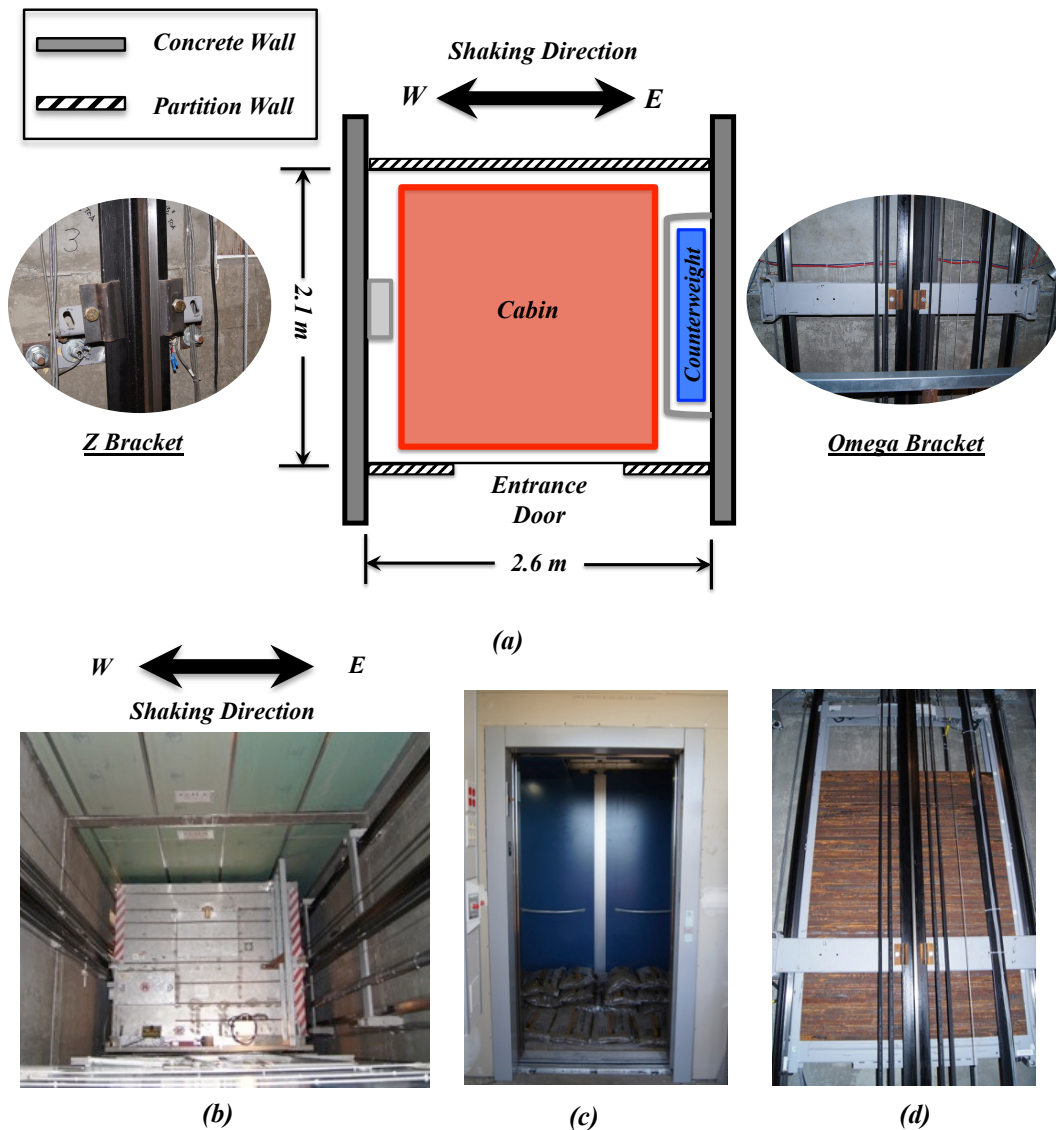 Concrete Wall
Partition Wall
Shaking Direction
W
E
2.1 m
3
Cabin
Counterweight
Z Bracket
Omega Bracket
Entrance
Door
2.6 m
(a)
W
E
Shaking Direction
(b)
(c)
(d)